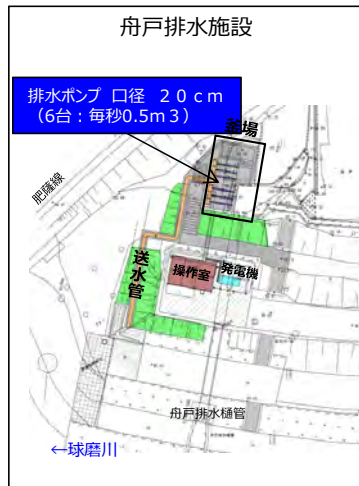 舟戸排水施設
排水ポンプ 口径 20cm
(6台:毎秒0.5m3)
釜場
肥薩線
送水管
操作室
発電機
舟戸排水樋管
←球磨川